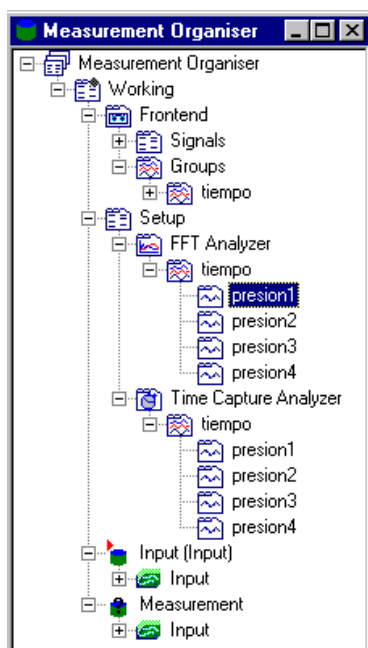 Measurement Organiser
Measurement Organiser
Working
Frontend
Signals
Groups
tiempo
Setup
FFT Analyzer
tiempo
presion1
presion2
presion3
presion4
Time Capture Analyzer
tiempo
presion1
presion2
presion3
presion4
Input (Input)
Input
Measurement
Input